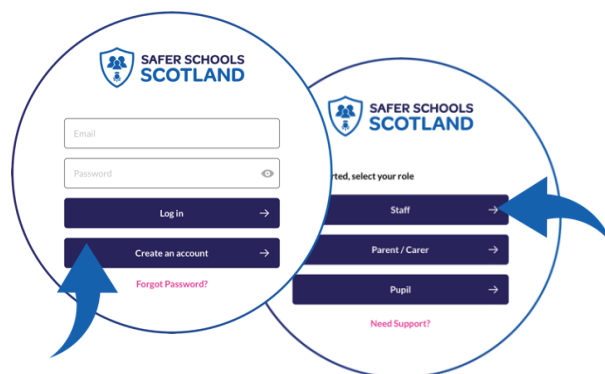 SAFER SCHOOLS
SCOTLAND
Email
Password
Log in
Create an account
Forgot Password?
SAFER SCHOOLS
SCOTLAND
rted, select your role
Staff
Parent / Carer
Pupil
Need Support?